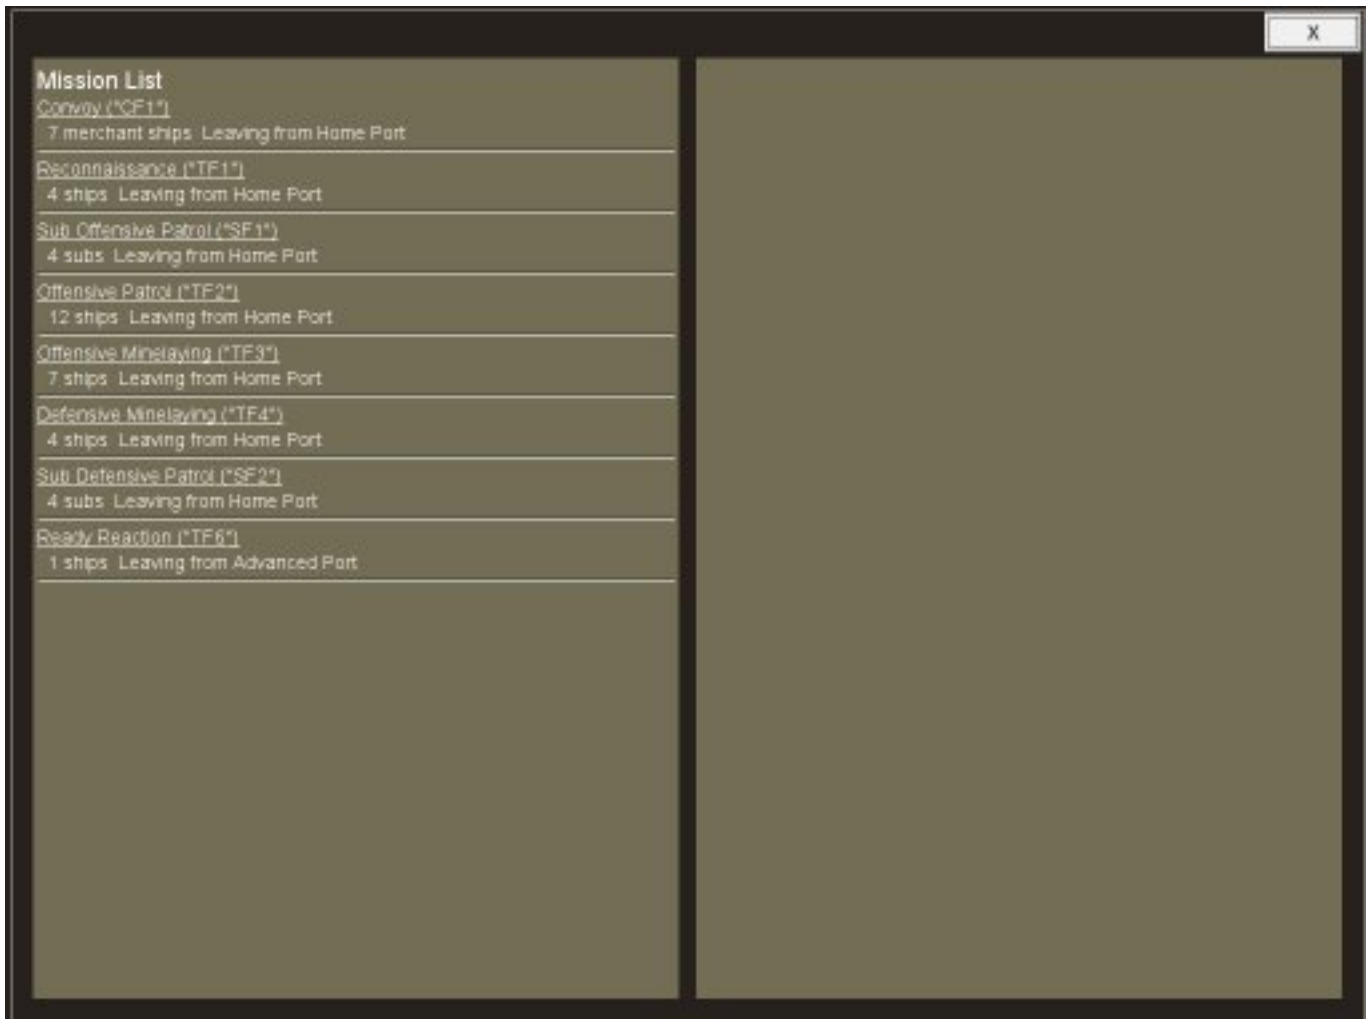 X
Mission List
Convoy ("CF1")
7 merchant ships Leaving from Home Port
Reconnaissance ("TF1")
4 ships Leaving from Home Port
Sub Offensive Patrol ("SF1")
4 subs Leaving from Home Port
Offensive Patrol ("TF2")
12 ships Leaving from Home Port
Offensive Minelaying ("TF3")
7 ships Leaving from Home Port
Defensive Minelaying ("TF4")
4 ships Leaving from Home Port
Sub Defensive Patrol ("SF2")
4 subs Leaving from Home Port
Ready Reaction ("TF6")
1 ships Leaving from Advanced Port